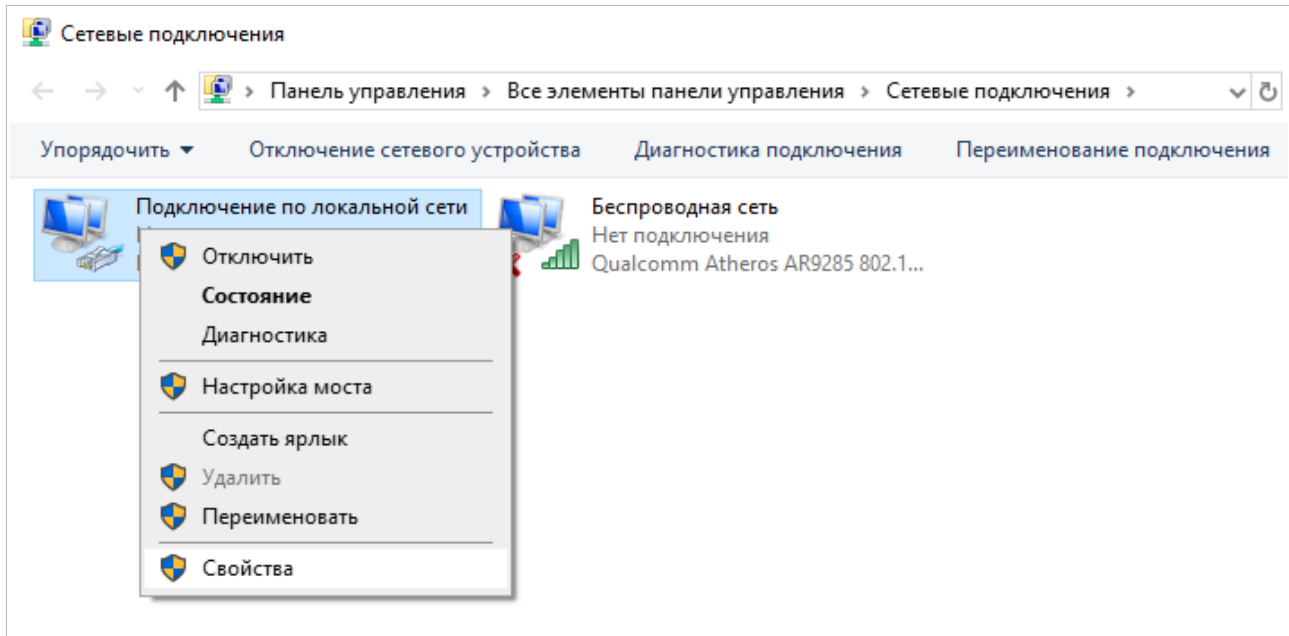 Сетевые подключения
Панель управления > Все элементы панели управления > Сетевые подключения >
Упорядочить Отключение сетевого устройства Диагностика подключения Переименование подключения
Подключение по локальной сети
Беспроводная сеть
Нет подключения
Qualcomm Atheros AR9285 802.1...
Отключить
Состояние
Диагностика
Настройка моста
Создать ярлык
Удалить
Переименовать
Свойства